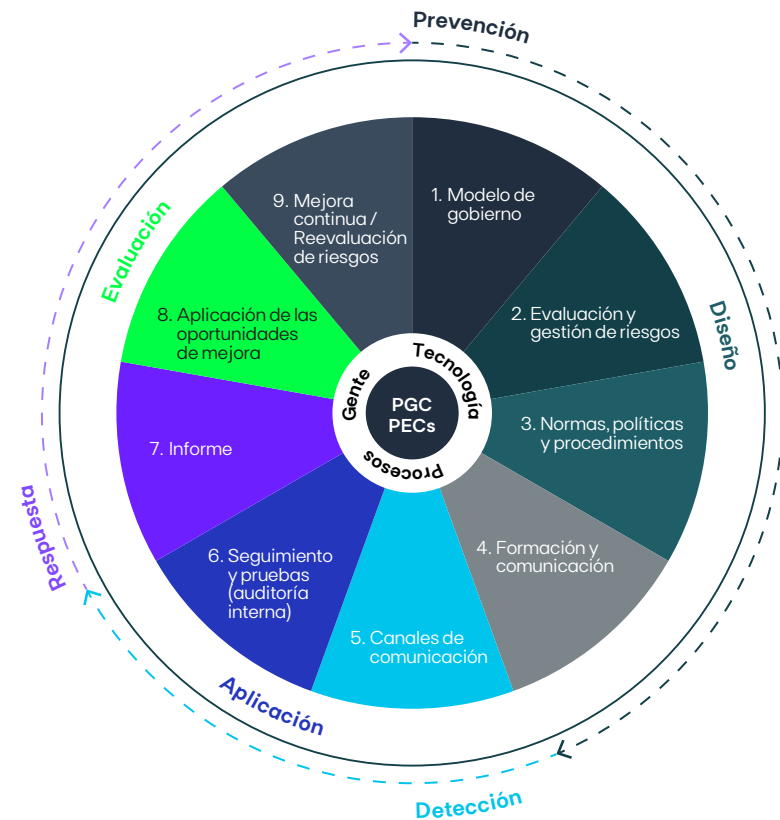 Prevención
1. Modelo de
gobierno
2. Evaluación y
gestión de riesgos
Diseño
3. Normas, políticas
y procedimientos
4. Formación y
comunicación
5. Canales de
comunicación
Detección
Aplicación
6. Seguimiento
y pruebas
(auditoría
interna)
Respuesta
7. Informe
8. Aplicación de las
oportunidades
de mejora
Evaluación
9. Mejora
continua /
Reevaluación
de riesgos
Tecnología
Procesos
Gente
PGC
PECs